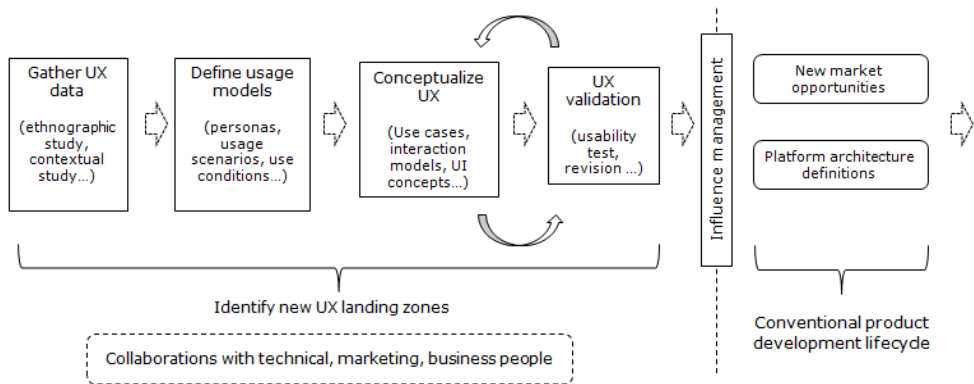 Gather UX
data
(ethnographic
study,
contextual
study...)
Define usage
models
(personas,
usage
scenarios, use
conditions...)
Conceptualize
UX
(Use cases,
interaction
models, UI
concepts...)
UX
validation
(usability
test,
revision ...)
Influence management
New market
opportunities
Platform architecture
definitions
Identify new UX landing zones
Collaborations with technical, marketing, business people
Conventional product
development lifecycle